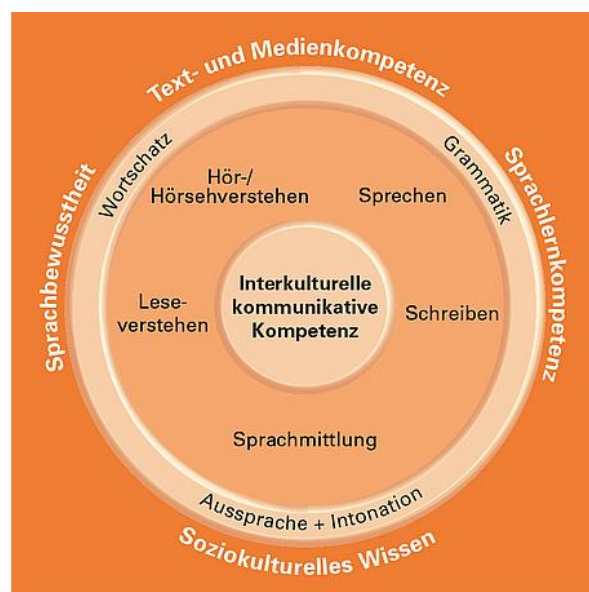 Text- und Medienkompetenz
Sprachbewusstheit
Sprachlernkompetenz
Wortschatz
Grammatik
Hör-/
Hörsehverstehen
Sprechen
Interkulturelle
kommunikative
Kompetenz
Lese-
verstehen
Schreiben
Sprachmittlung
Aussprache + Intonation
Soziokulturelles Wissen